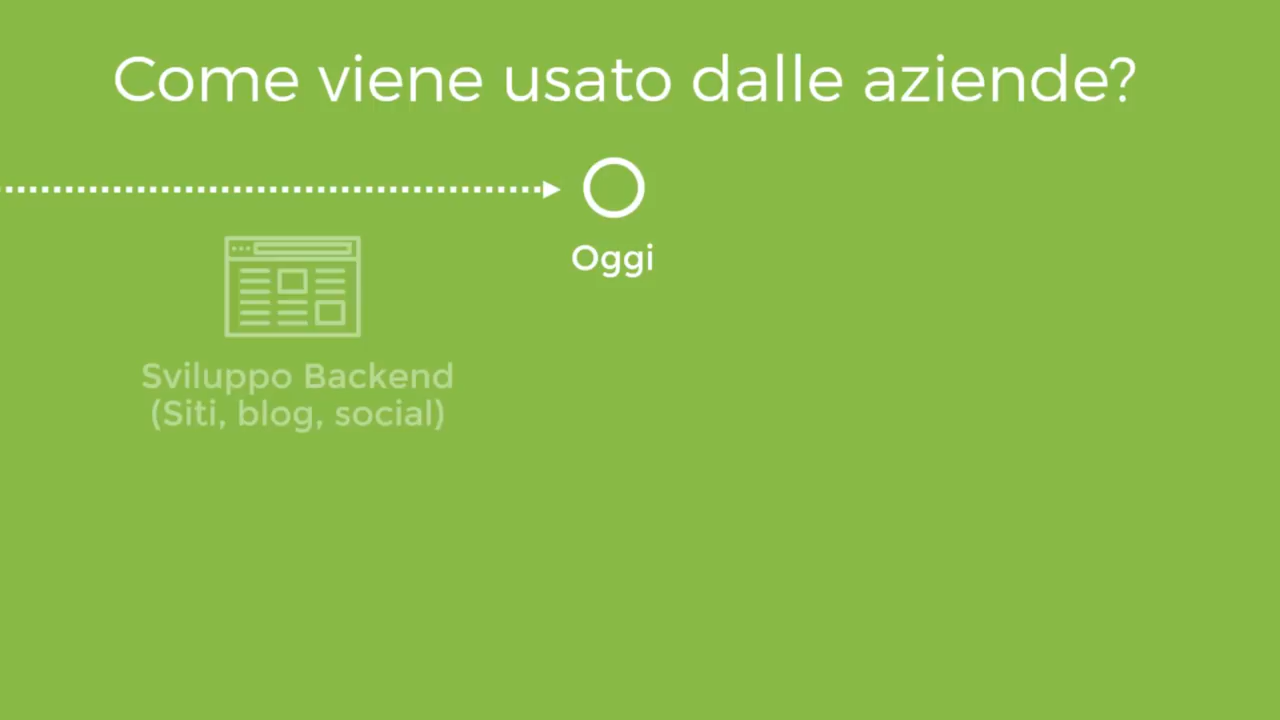 Come viene usato dalle aziende?
Oggi
Sviluppo Backend
(Siti, blog, social)